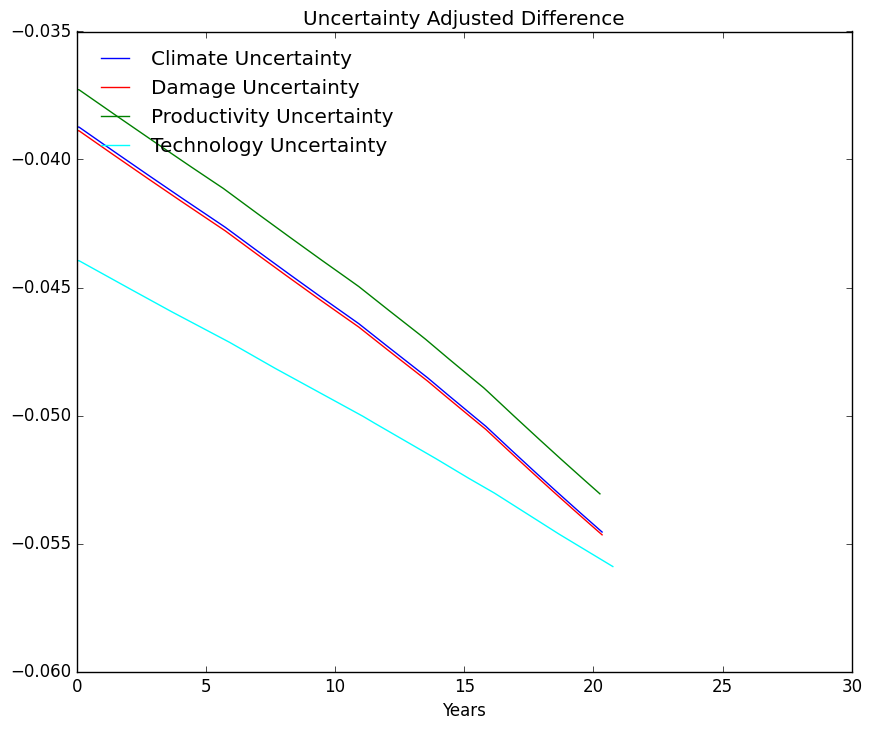 Uncertainty Adjusted Difference
−0.035
Climate Uncertainty
Damage Uncertainty
Productivity Uncertainty
Technology Uncertainty
−0.040
−0.045
−0.050
−0.055
−0.060
0 5 10 15 20 25 30
Years